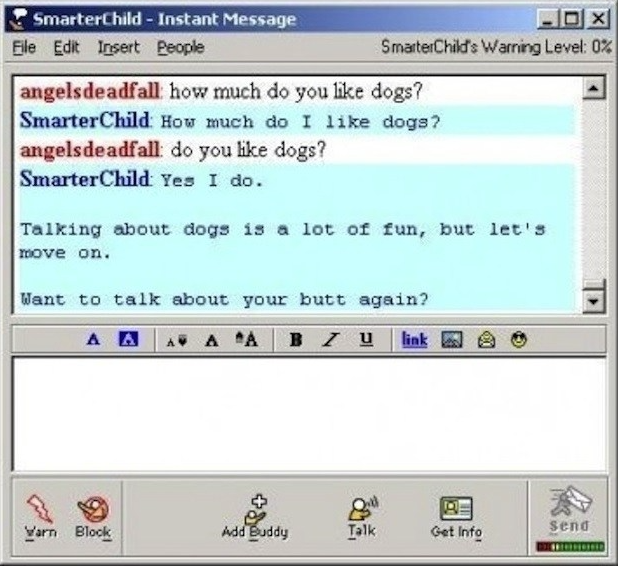 SmarterChild - Instant Message
File Edit Insert People SmarterChild's Warning Level: 0%
angelsdeadfall: how much do you like dogs?
SmarterChild: How much do I like dogs?
angelsdeadfall: do you like dogs?
SmarterChild: Yes I do.
Talking about dogs is a lot of fun, but let's
move on.
Want to talk about your butt again?
A A A A A B I U link
Warn Block Add Buddy Talk Get Info Send